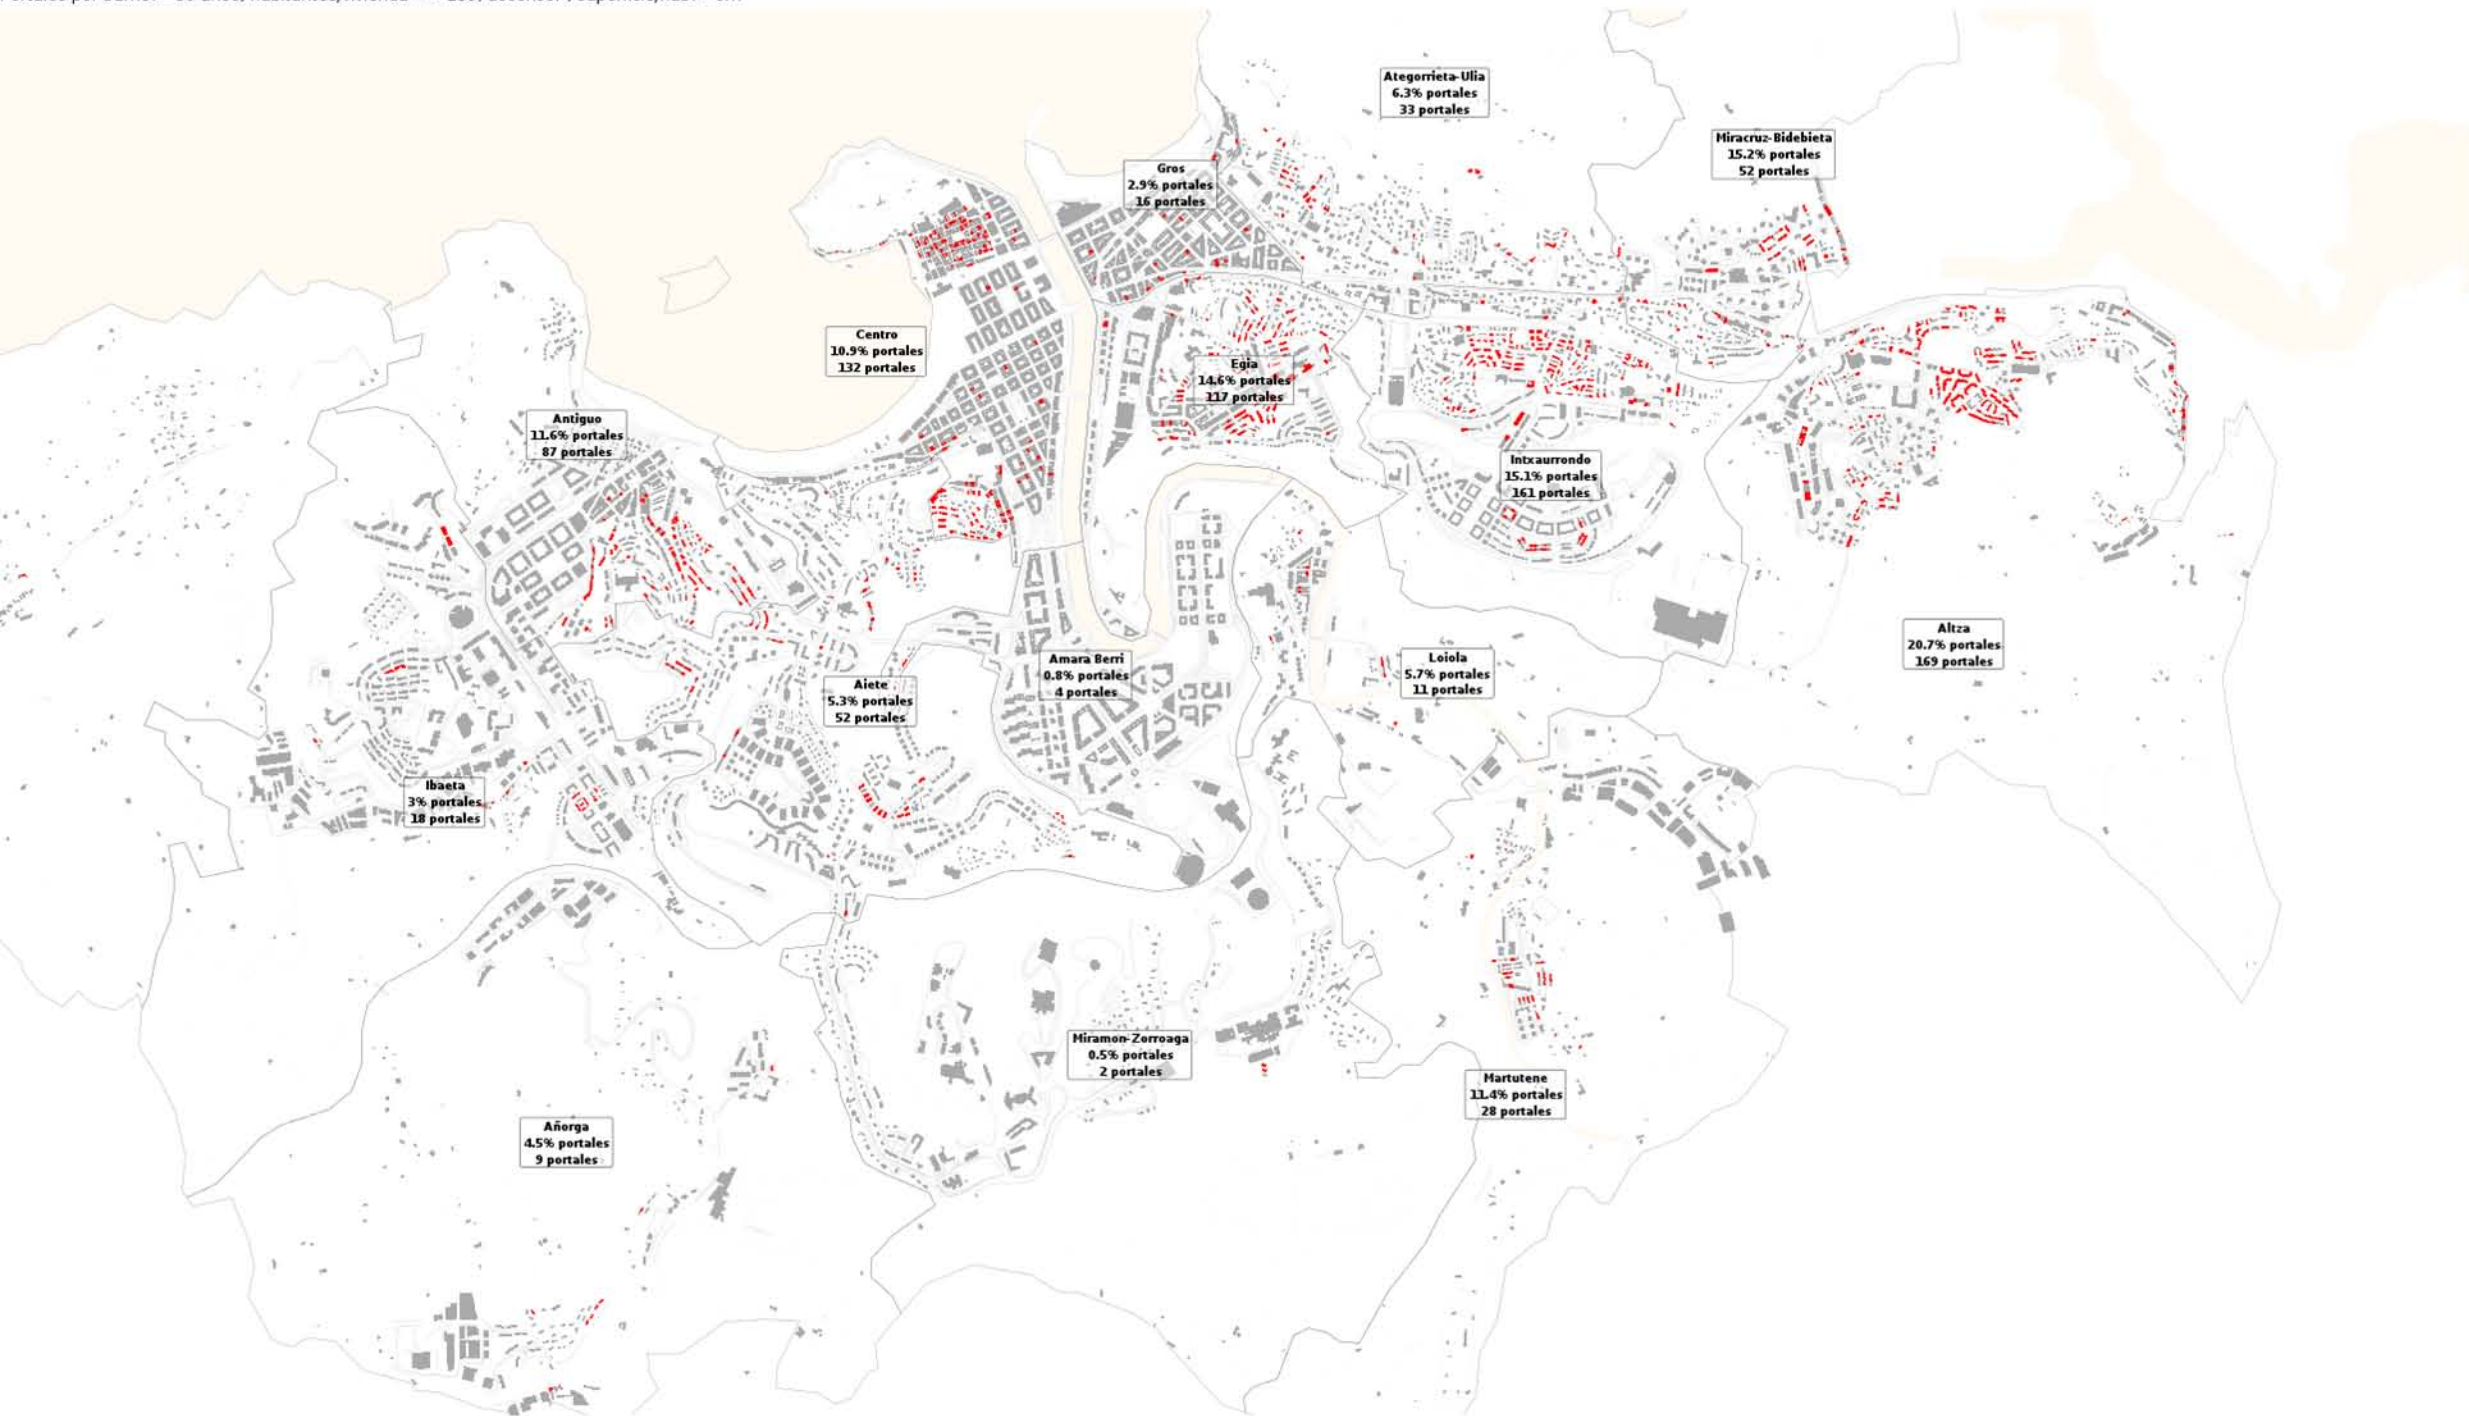 Ategorrieta-Ulia
6.3% portales
33 portales
Miracruz-Bidebieta
15.2% portales
52 portales
Gros
2.9% portales
16 portales
Centro
10.9% portales
132 portales
Egia
14.6% portales
117 portales
Antiguo
11.6% portales
87 portales
Intxaurrondo
15.1% portales
161 portales
Altza
20.7% portales
169 portales
Amara Berri
0.8% portales
4 portales
Loiola
5.7% portales
11 portales
Aiete
5.3% portales
52 portales
Ibaeta
3% portales
18 portales
Miramon-Zorroaga
0.5% portales
2 portales
Martutene
11.4% portales
28 portales
Añorga
4.5% portales
9 portales